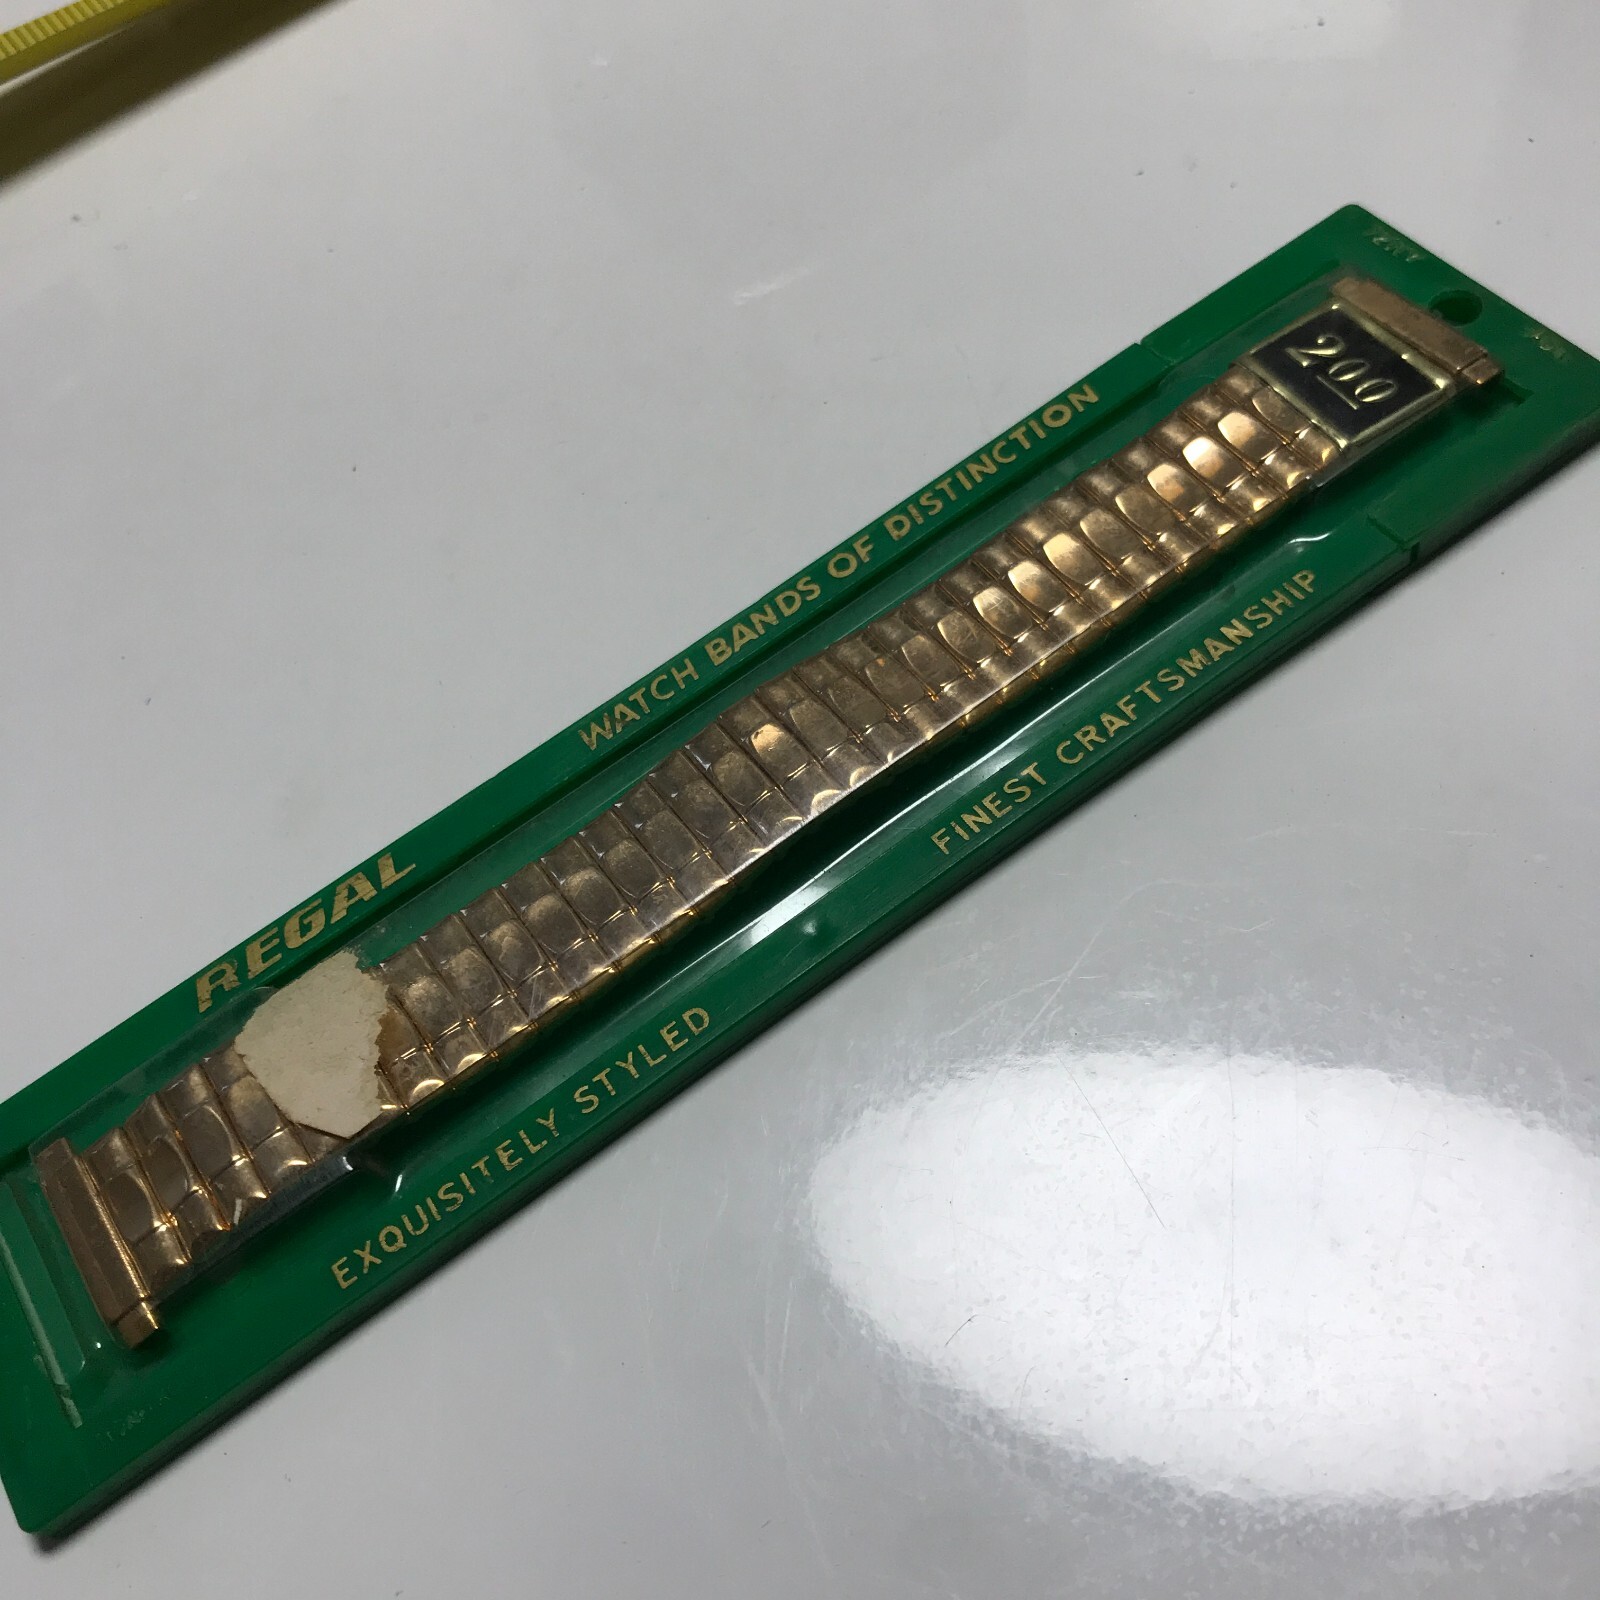 REGAL
WATCH BANDS OF DISTINCTION
200
EXQUISITELY STYLED
FINEST CRAFTSMANSHIP